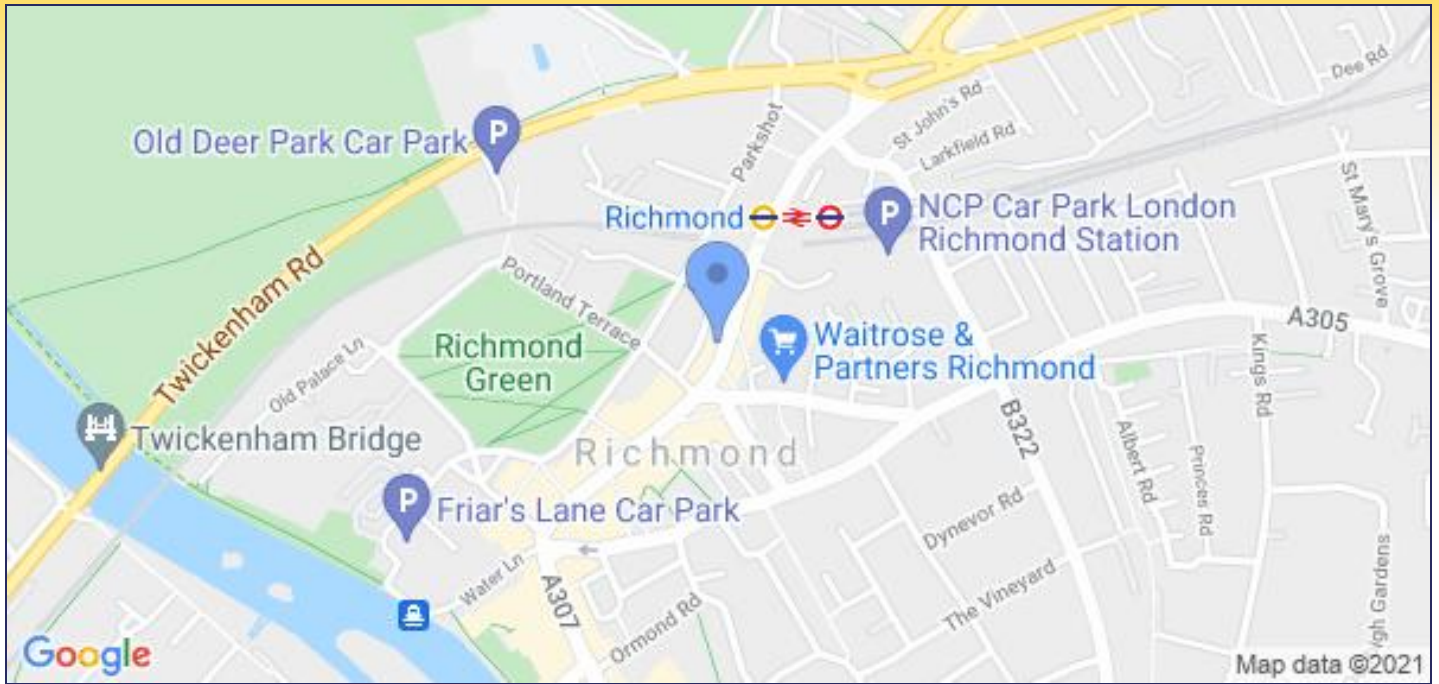 Dee Rd
St John's Rd
Parkshot
Larkfield Rd
Old Deer Park Car Park
P
St Mary's Grove
Richmond
P
NCP Car Park London
Richmond Station
Twickenham Rd
Portland Terrace
A305
Richmond
Green
Waitrose &
Partners Richmond
Kings Rd
Old Palace Ln
B322
Twickenham Bridge
Richmond
Albert Rd
Princes Rd
P
Friar's Lane Car Park
Dynevor Rd
Water Ln
A307
The Vineyard
Ormond Rd
Gardens
Google
Map data ©2021